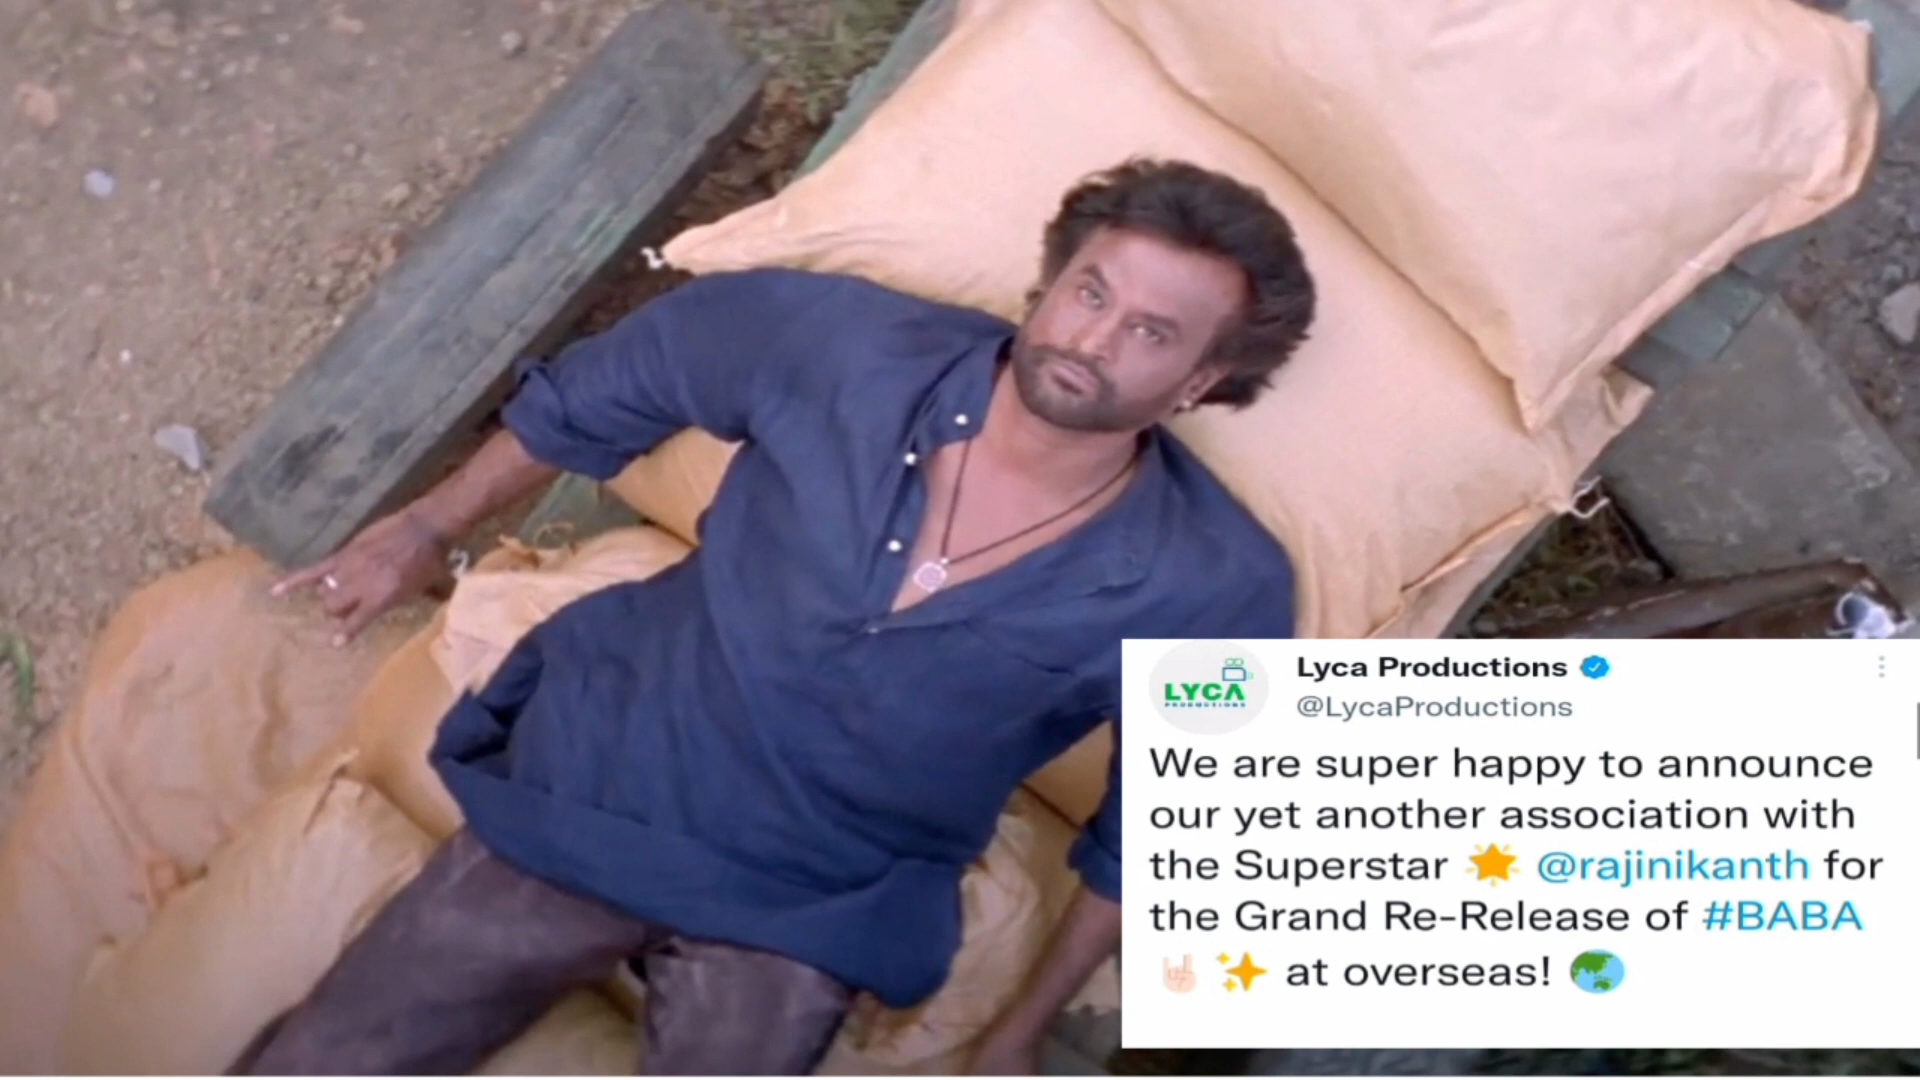 LYCA
PRODUCTIONS
Lyca Productions
@LycaProductions
We are super happy to announce
our yet another association with
the Superstar 🌟 @rajinikanth for
the Grand Re-Release of #BABA
🤘🏻✨ at overseas! 🌏